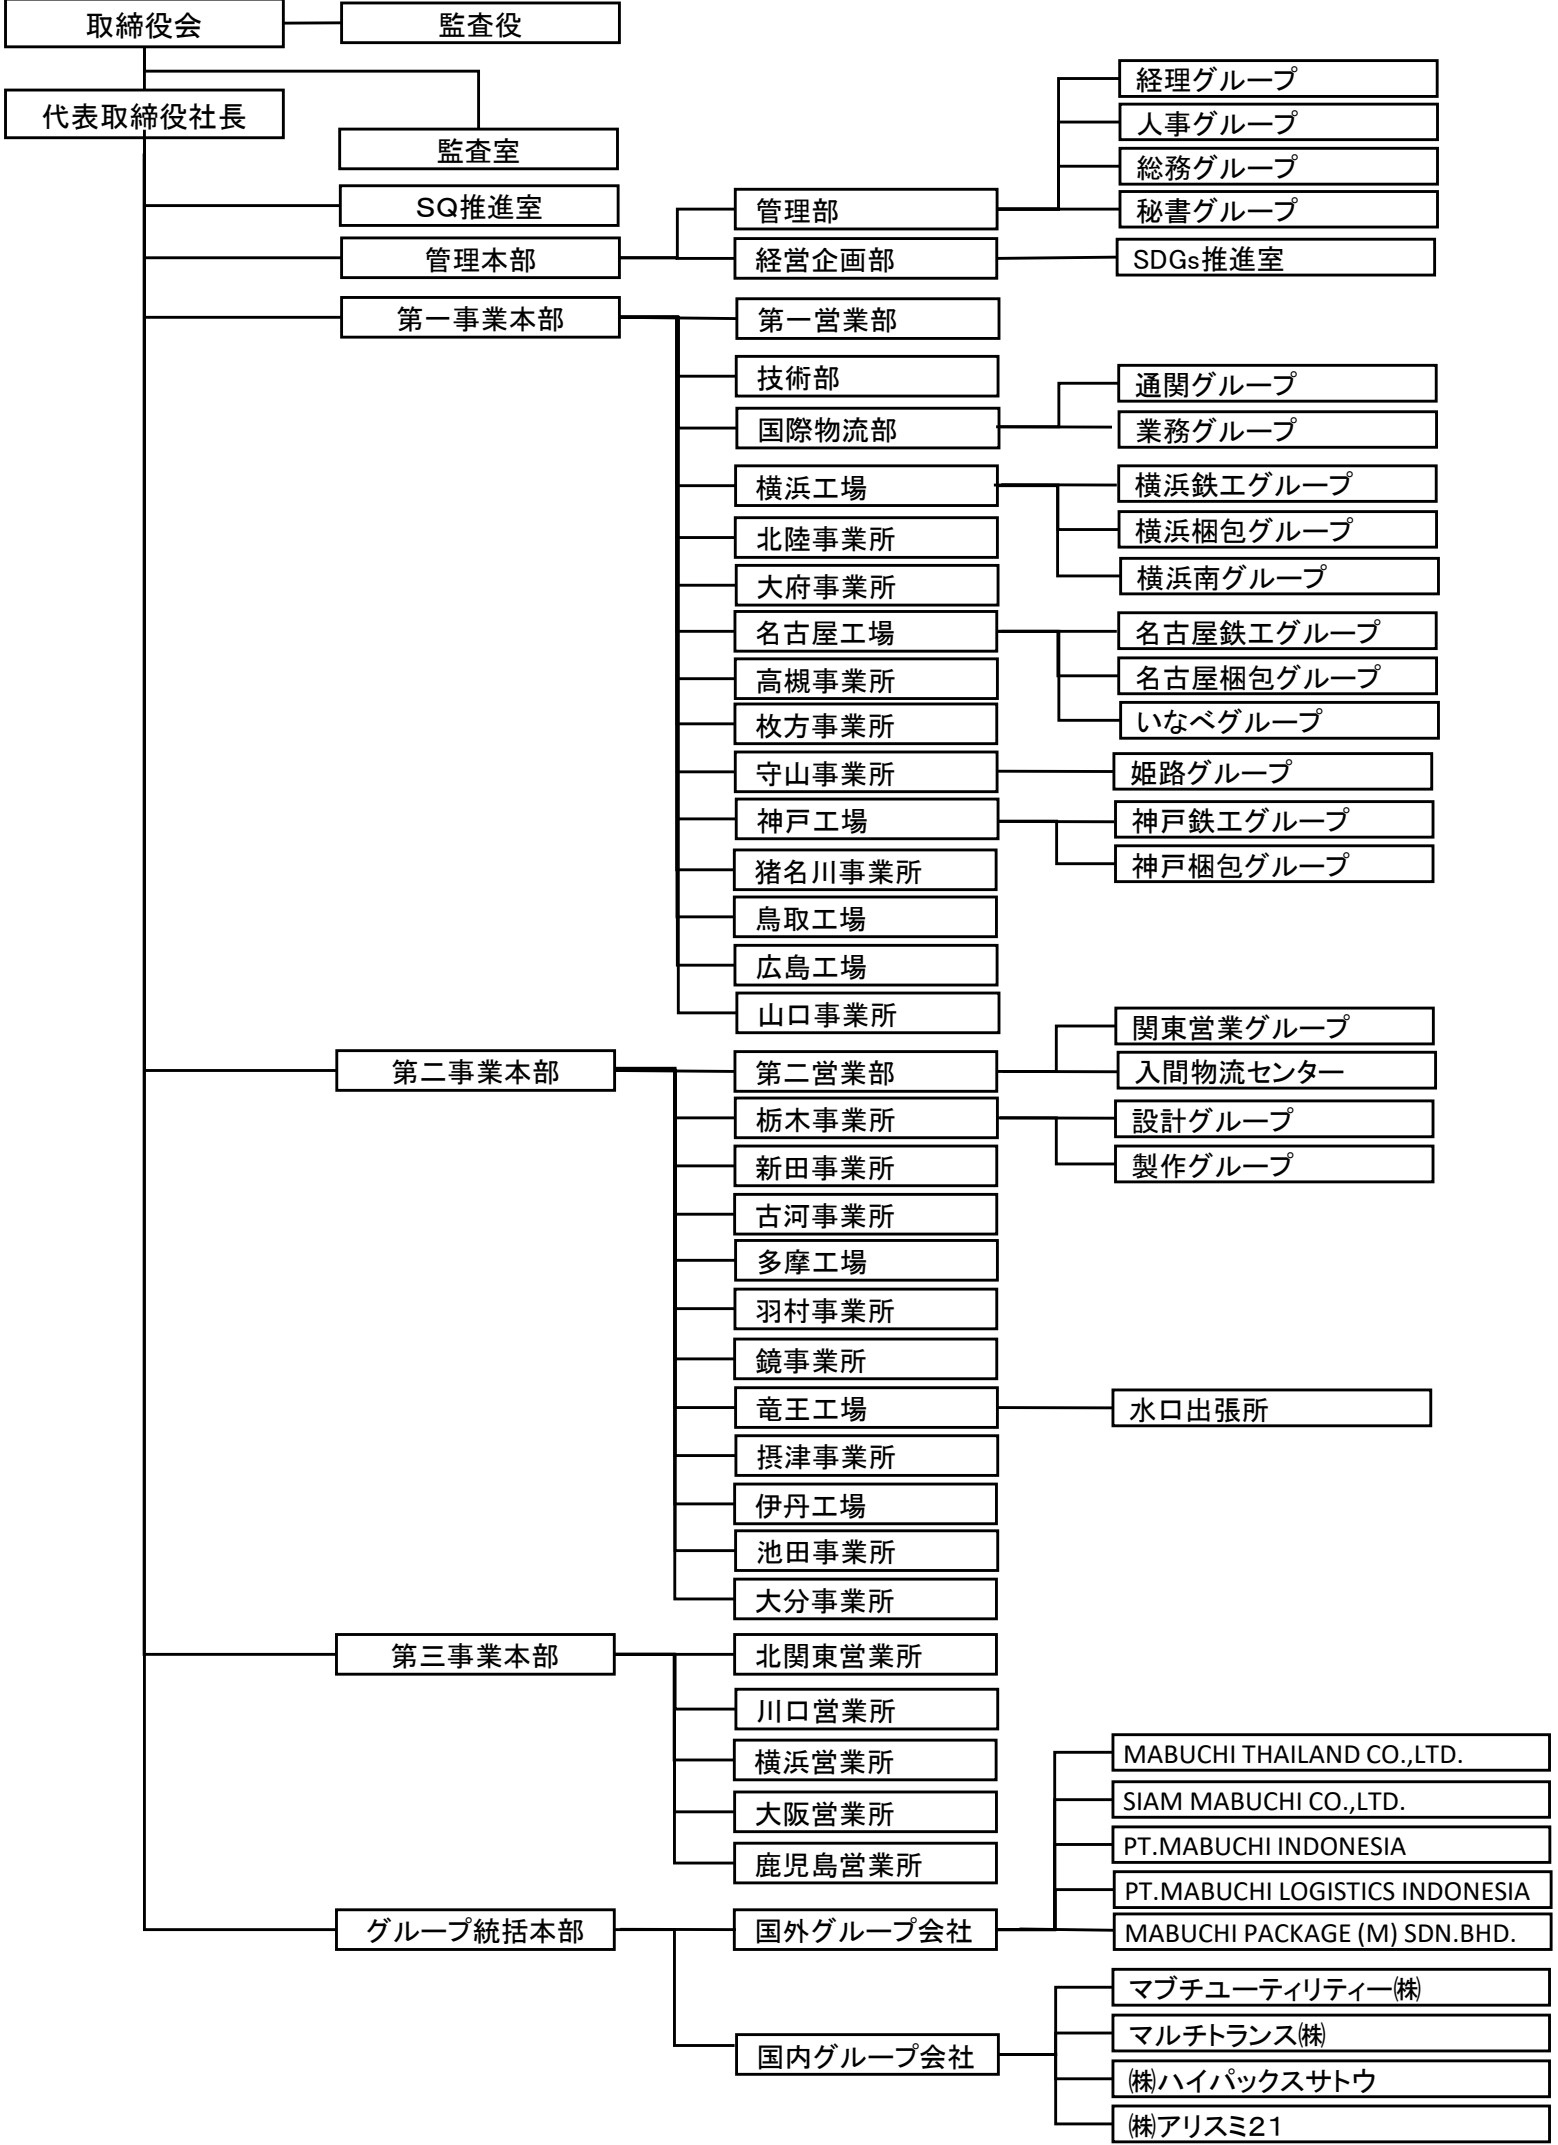 取締役会
監査役
代表取締役社長
監査室
SQ推進室
管理本部
管理部
経理グループ
人事グループ
総務グループ
秘書グループ
経営企画部
SDGs推進室
第一事業本部
第一営業部
技術部
国際物流部
通関グループ
業務グループ
横浜工場
横浜鉄工グループ
横浜梱包グループ
横浜南グループ
北陸事業所
大府事業所
名古屋工場
名古屋鉄工グループ
名古屋梱包グループ
いなべグループ
高槻事業所
枚方事業所
守山事業所
姫路グループ
神戸工場
神戸鉄工グループ
神戸梱包グループ
猪名川事業所
鳥取工場
広島工場
山口事業所
第二事業本部
第二営業部
関東営業グループ
入間物流センター
栃木事業所
設計グループ
製作グループ
新田事業所
古河事業所
多摩工場
羽村事業所
鏡事業所
竜王工場
水口出張所
摂津事業所
伊丹工場
池田事業所
大分事業所
第三事業本部
北関東営業所
川口営業所
横浜営業所
大阪営業所
鹿児島営業所
グループ統括本部
国外グループ会社
MABUCHI THAILAND CO.,LTD.
SIAM MABUCHI CO.,LTD.
PT.MABUCHI INDONESIA
PT.MABUCHI LOGISTICS INDONESIA
MABUCHI PACKAGE (M) SDN.BHD.
国内グループ会社
マブチユーティリティー㈱
マルチトランス㈱
㈱ハイパックスサトウ
㈱アリスミ21